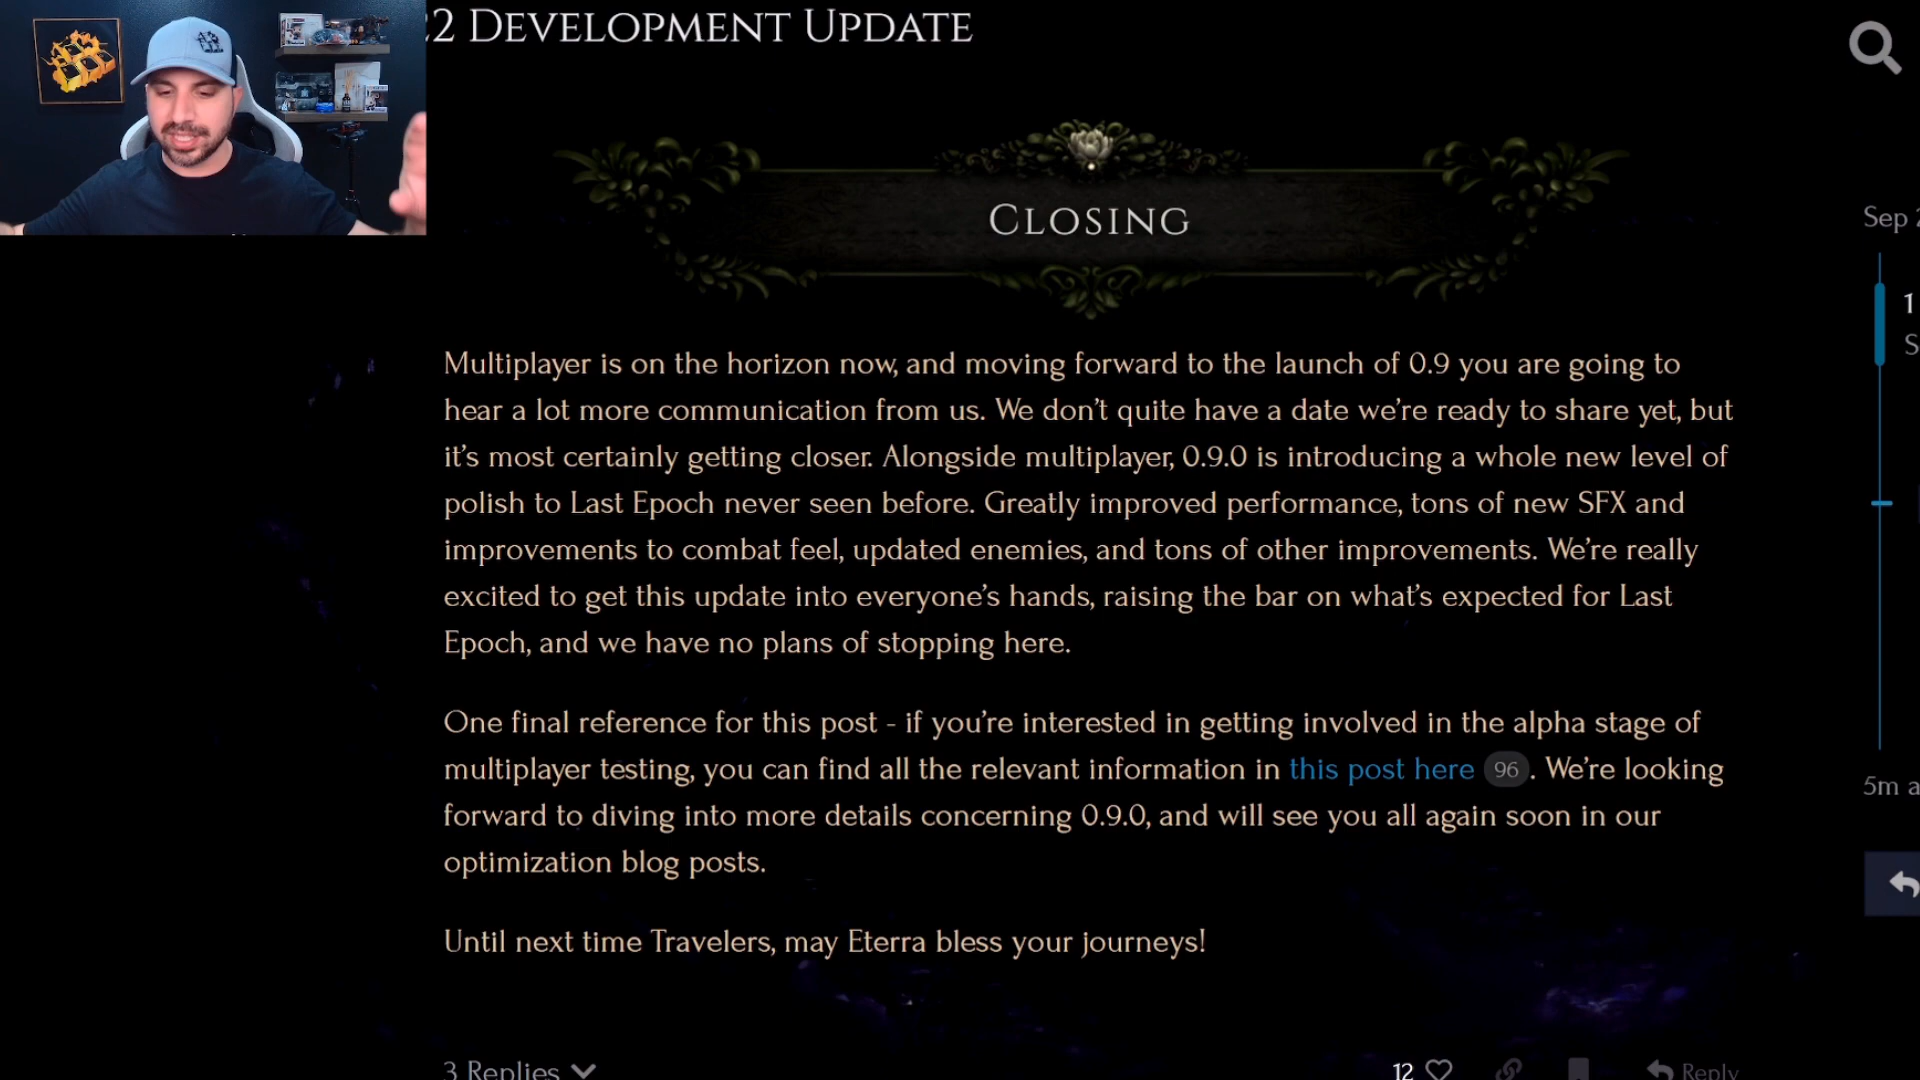 22 DEVELOPMENT UPDATE
CLOSING
Sep 2
1
S
Multiplayer is on the horizon now, and moving forward to the launch of 0.9 you are going to
hear a lot more communication from us. We don’t quite have a date we’re ready to share yet, but
it’s most certainly getting closer. Alongside multiplayer, 0.9.0 is introducing a whole new level of
polish to Last Epoch never seen before. Greatly improved performance, tons of new SFX and
improvements to combat feel, updated enemies, and tons of other improvements. We’re really
excited to get this update into everyone’s hands, raising the bar on what’s expected for Last
Epoch, and we have no plans of stopping here.
One final reference for this post - if you’re interested in getting involved in the alpha stage of
multiplayer testing, you can find all the relevant information in this post here 96 . We’re looking
forward to diving into more details concerning 0.9.0, and will see you all again soon in our
optimization blog posts.
5m a
Until next time Travelers, may Eterra bless your journeys!
3 Replies
12
Reply